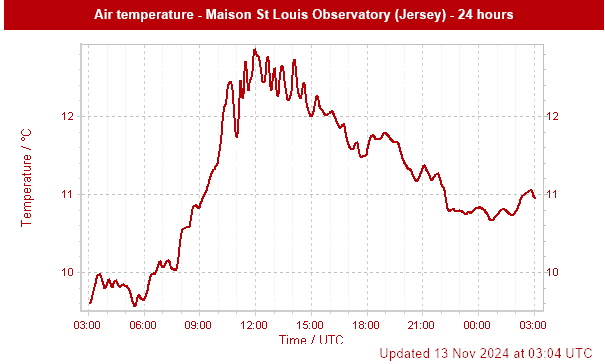 Air temperature - Maison St Louis Observatory (Jersey) - 24 hours
Temperature / °C
12
11
10
12
11
10
03:00 06:00 09:00 12:00 15:00 18:00 21:00 00:00 03:00
Time / UTC
Updated 13 Nov 2024 at 03:04 UTC